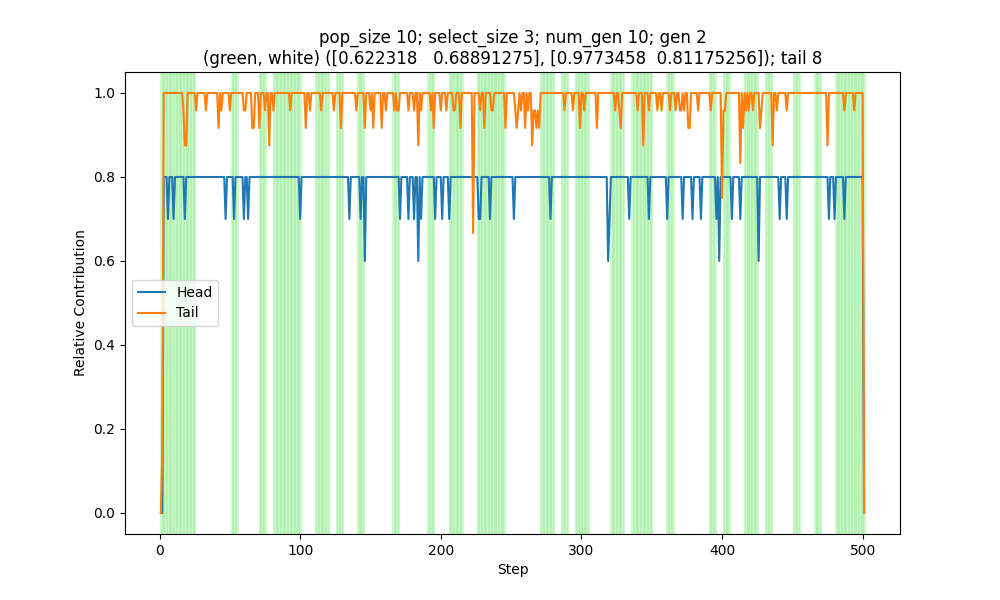 pop_size 10; select_size 3; num_gen 10; gen 2
(green, white) ([0.622318   0.68891275], [0.9773458  0.81175256]); tail 8
1.0
0.8
0.6
0.4
0.2
0.0
Relative Contribution
Head
Tail
0 100 200 300 400 500
Step